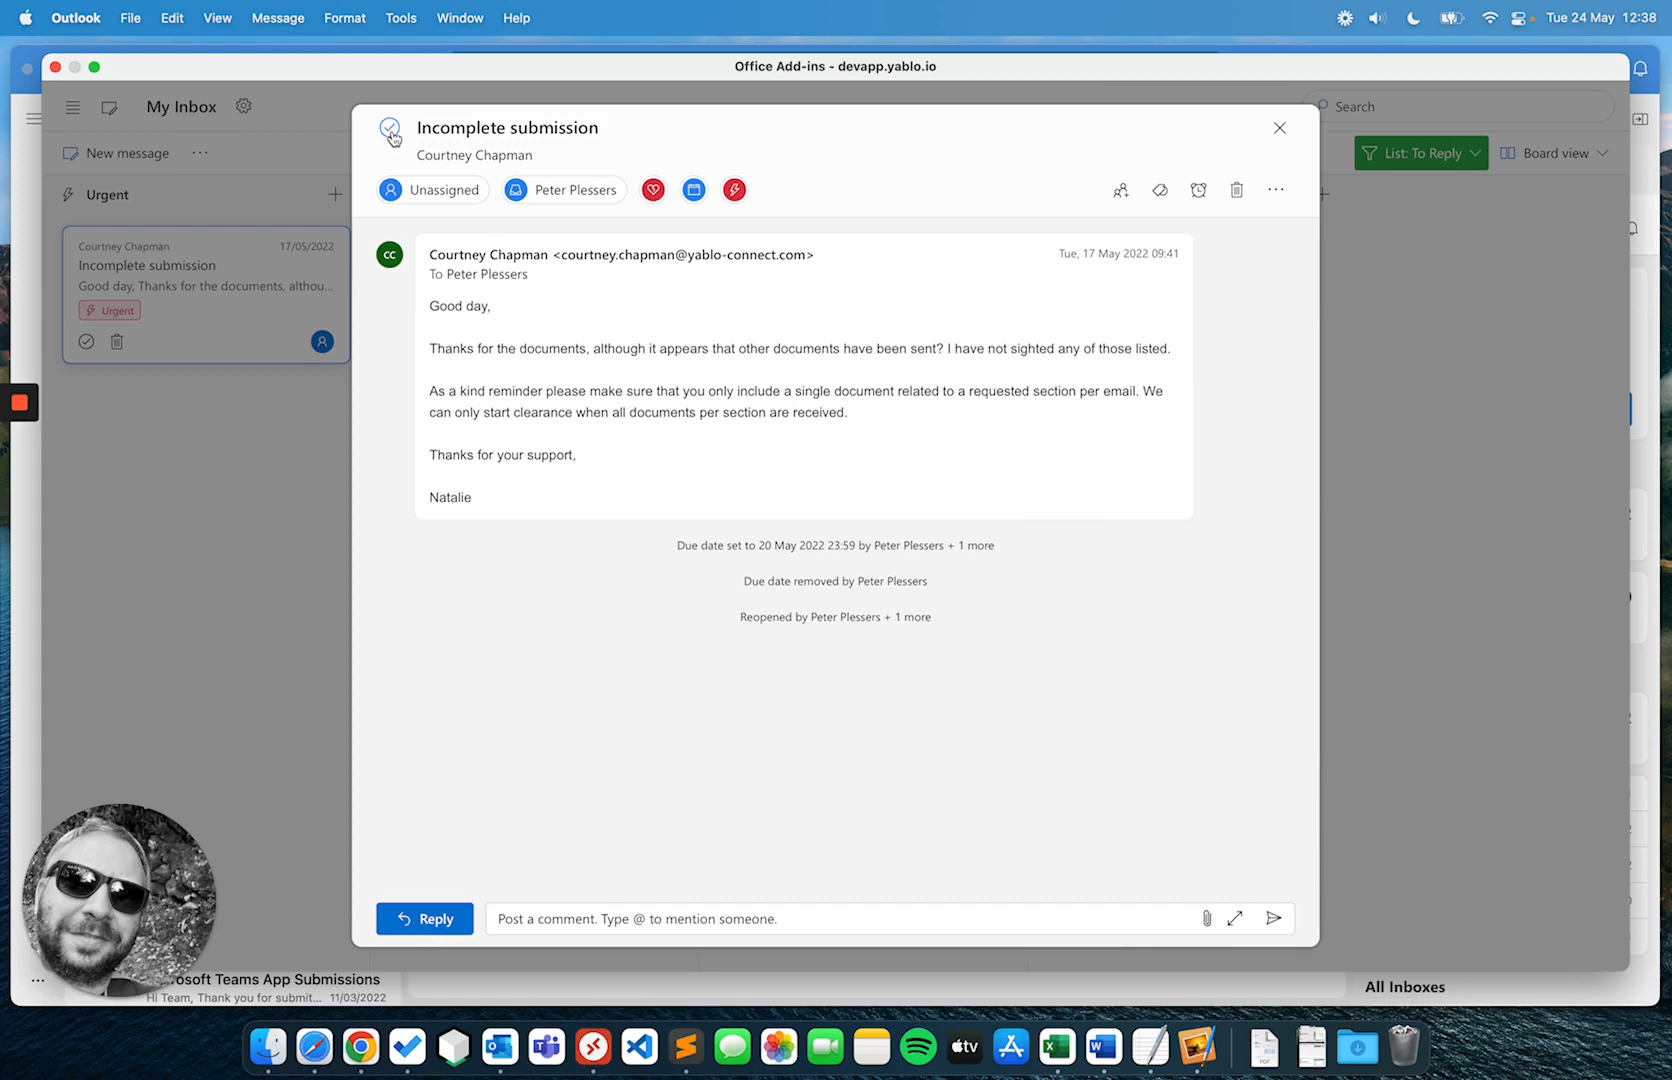 Outlook File Edit View Message Format Tools Window Help
Tue 24 May 12:38
Office Add-ins - devapp.yablo.io
My Inbox
Search
New message ···
List: To Reply
Board view
Urgent
Courtney Chapman 17/05/2022
Incomplete submission
Good day, Thanks for the documents, althou...
Urgent
Incomplete submission
Courtney Chapman
Unassigned
Peter Plessers
CC
Courtney Chapman <courtney.chapman@yablo-connect.com>
Tue, 17 May 2022 09:41
To Peter Plessers
Good day,
Thanks for the documents, although it appears that other documents have been sent? I have not sighted any of those listed.
As a kind reminder please make sure that you only include a single document related to a requested section per email. We
can only start clearance when all documents per section are received.
Thanks for your support,
Natalie
Due date set to 20 May 2022 23:59 by Peter Plessers + 1 more
Due date removed by Peter Plessers
Reopened by Peter Plessers + 1 more
Reply
Post a comment. Type @ to mention someone.
rosoft Teams App Submissions
Hi Team, Thank you for submit... 11/03/2022
All Inboxes
tv
PDF